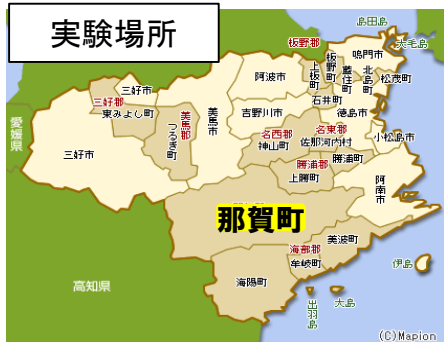 実験場所
島田島
大毛島
板野郡
鳴門市
板野町
上板町
藍住町
北島町
松茂町
阿波市
石井町
徳島市
三好市
三好郡
東みよし町
美馬郡
つるぎ町
美馬市
吉野川市
名西郡
神山町
名東郡
佐那河内村
小松島市
愛媛県
三好市
勝浦郡
勝浦町
上勝町
阿南市
那賀町
美波町
海部郡
牟岐町
伊島
海陽町
高知県
出羽島
大島
(C)Mapion